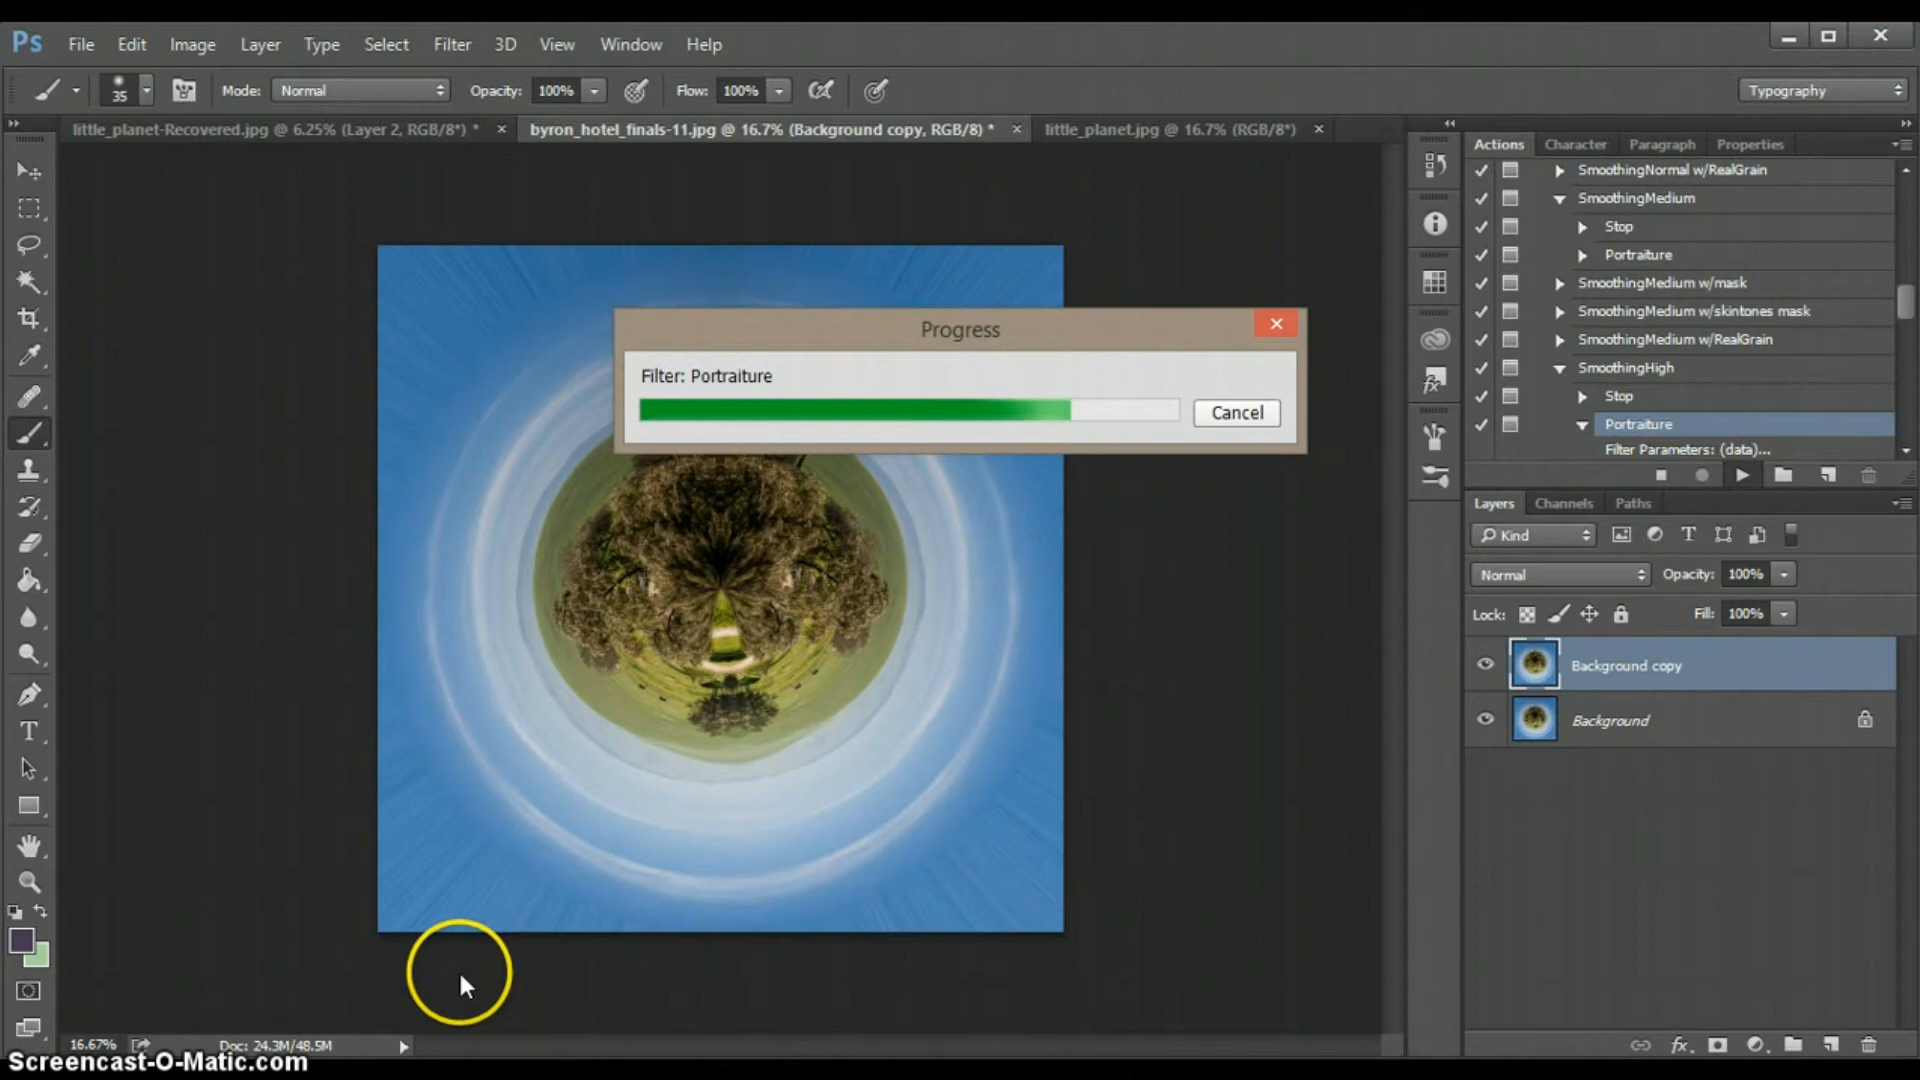 Ps File Edit Image Layer Type Select Filter 3D View Window Help
35 Mode: Normal Opacity: 100% Flow: 100% Typography
little_planet-Recovered.jpg @ 6.25% (Layer 2, RGB/8*) * × byron_hotel_finals-11.jpg @ 16.7% (Background copy, RGB/8) * × little_planet.jpg @ 16.7% (RGB/8*) ×
Actions Character Paragraph Properties
SmoothingNormal w/RealGrain
SmoothingMedium
Stop
Portraiture
SmoothingMedium w/mask
SmoothingMedium w/skintones mask
SmoothingMedium w/RealGrain
SmoothingHigh
Stop
Portraiture
Filter Parameters: (data)...
Progress
Filter: Portraiture
Cancel
Layers Channels Paths
Kind
Normal Opacity: 100%
Lock: Fill: 100%
Background copy
Background
16.67% Doc: 24.3M/48.5M
Screencast-O-Matic.com